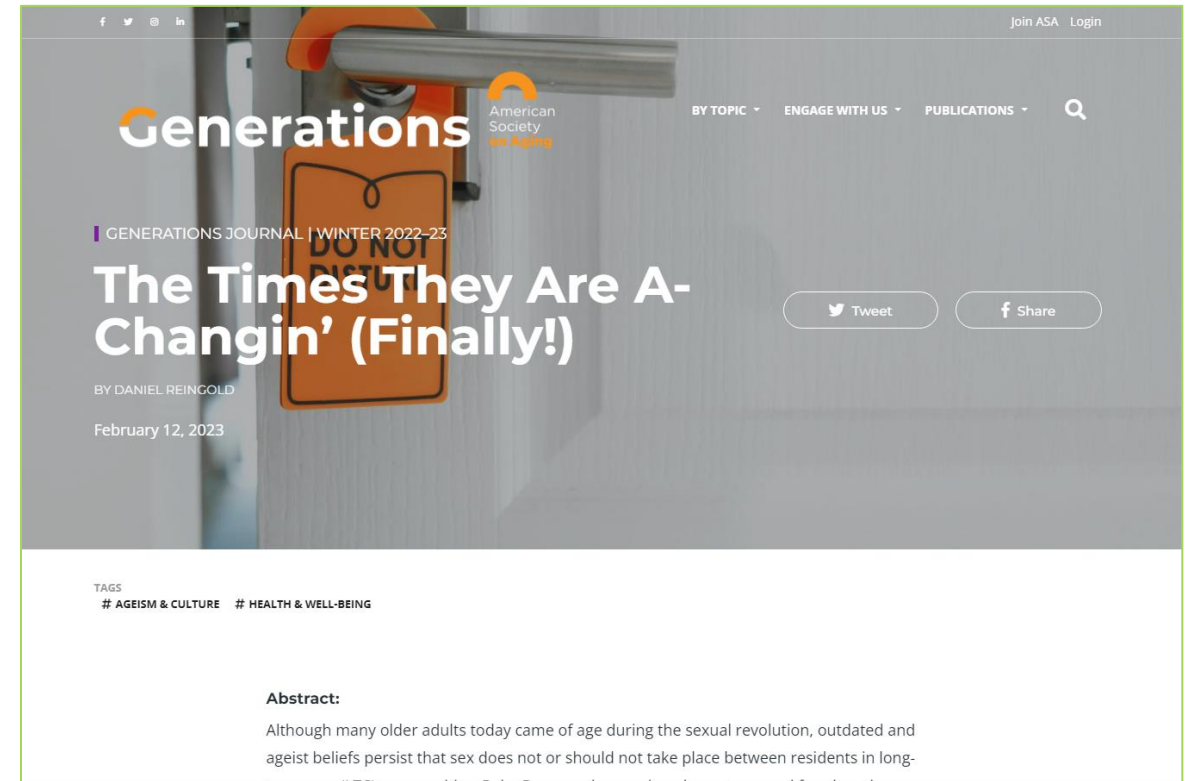 Join ASA Login
Generations
American
Society
on Aging
BY TOPIC
ENGAGE WITH US
PUBLICATIONS
GENERATIONS JOURNAL | WINTER 2022–23
DO NOT
DISTURB
The Times They Are A-
Changin’ (Finally!)
Tweet
Share
BY DANIEL REINGOLD
February 12, 2023
TAGS
# AGEISM & CULTURE # HEALTH & WELL-BEING
Abstract:
Although many older adults today came of age during the sexual revolution, outdated and
ageist beliefs persist that sex does not or should not take place between residents in long-